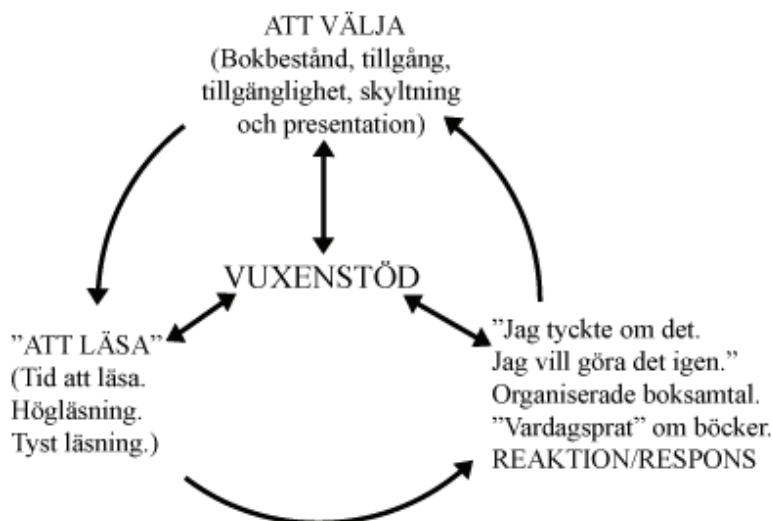 ATT VÄLJA
(Bokbestånd, tillgång,
tillgänglighet, skyltning
och presentation)
VUXENSTÖD
”ATT LÄSA”
(Tid att läsa.
Högläsning.
Tyst läsning.)
”Jag tyckte om det.
Jag vill göra det igen.”
Organiserade boksamtal.
”Vardagsprat” om böcker.
REAKTION/RESPONS